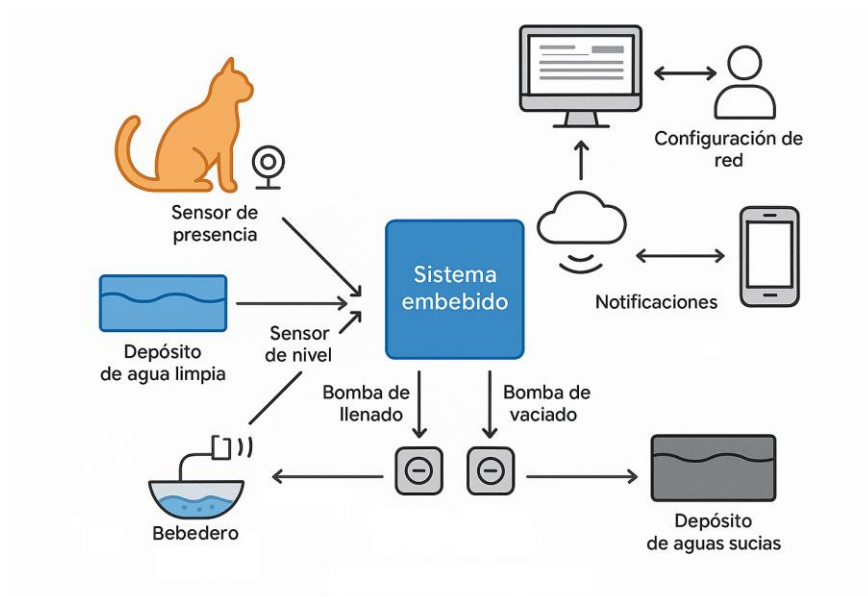 Configuración de
red
Sensor de
presencia
Sistema
embebido
Notificaciones
Depósito
de agua limpia
Sensor
de nivel
Bomba de
llenado
Bomba de
vaciado
Bebedero
Depósito
de aguas sucias